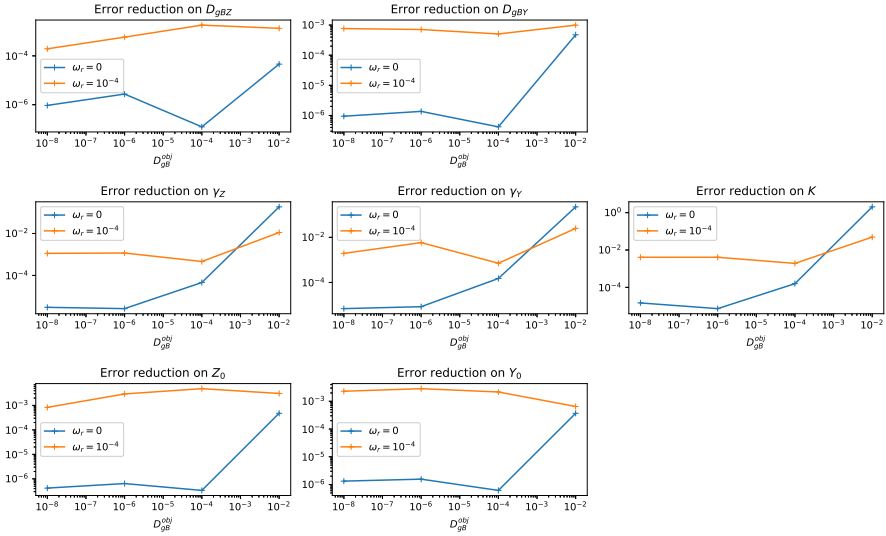 Error reduction on D_gBZ
10⁻⁴
10⁻⁶
ω_r = 0
ω_r = 10⁻⁴
10⁻⁸ 10⁻⁷ 10⁻⁶ 10⁻⁵ 10⁻⁴ 10⁻³ 10⁻²
D_gB^obj
Error reduction on D_gBY
10⁻³
10⁻⁴
10⁻⁵
10⁻⁶
ω_r = 0
ω_r = 10⁻⁴
10⁻⁸ 10⁻⁷ 10⁻⁶ 10⁻⁵ 10⁻⁴ 10⁻³ 10⁻²
D_gB^obj
Error reduction on γ_Z
10⁻²
10⁻⁴
ω_r = 0
ω_r = 10⁻⁴
10⁻⁸ 10⁻⁷ 10⁻⁶ 10⁻⁵ 10⁻⁴ 10⁻³ 10⁻²
D_gB^obj
Error reduction on γ_Y
10⁻²
10⁻⁴
ω_r = 0
ω_r = 10⁻⁴
10⁻⁸ 10⁻⁷ 10⁻⁶ 10⁻⁵ 10⁻⁴ 10⁻³ 10⁻²
D_gB^obj
Error reduction on K
10⁰
10⁻²
10⁻⁴
ω_r = 0
ω_r = 10⁻⁴
10⁻⁸ 10⁻⁷ 10⁻⁶ 10⁻⁵ 10⁻⁴ 10⁻³ 10⁻²
D_gB^obj
Error reduction on Z₀
10⁻³
10⁻⁴
10⁻⁵
10⁻⁶
ω_r = 0
ω_r = 10⁻⁴
10⁻⁸ 10⁻⁷ 10⁻⁶ 10⁻⁵ 10⁻⁴ 10⁻³ 10⁻²
D_gB^obj
Error reduction on Y₀
10⁻³
10⁻⁴
10⁻⁵
10⁻⁶
ω_r = 0
ω_r = 10⁻⁴
10⁻⁸ 10⁻⁷ 10⁻⁶ 10⁻⁵ 10⁻⁴ 10⁻³ 10⁻²
D_gB^obj